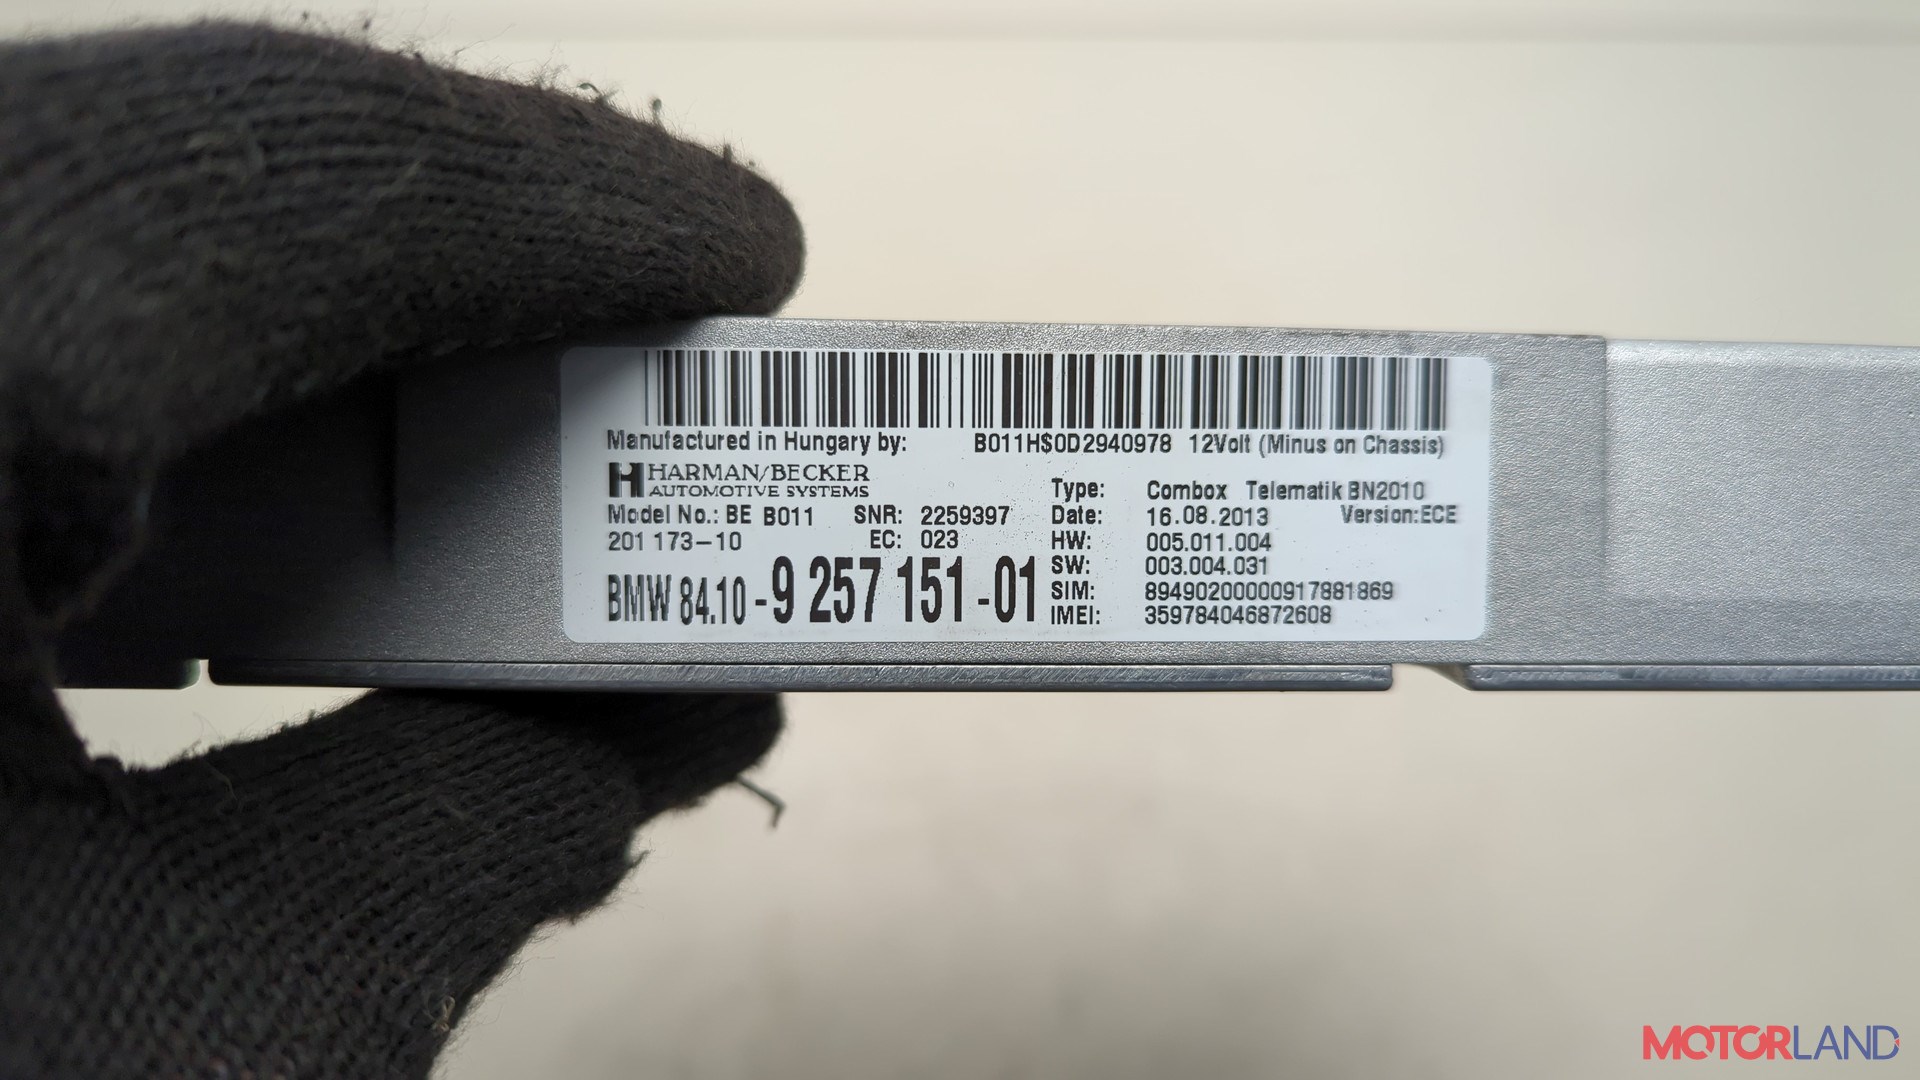 Manufactured in Hungary by: B011H$0D2940978 12Volt (Minus on Chassis)
HARMAN/BECKER
AUTOMOTIVE SYSTEMS
Type: Combox Telematik BN2010
Model No.: BE B011 SNR: 2259397 Date: 16.08.2013 Version:ECE
201 173-10 EC: 023 HW: 005.011.004
SW: 003.004.031
BMW 84.10-9 257 151-01 SIM: 89490200000917881869
IMEI: 359784046872608
MOTORLAND